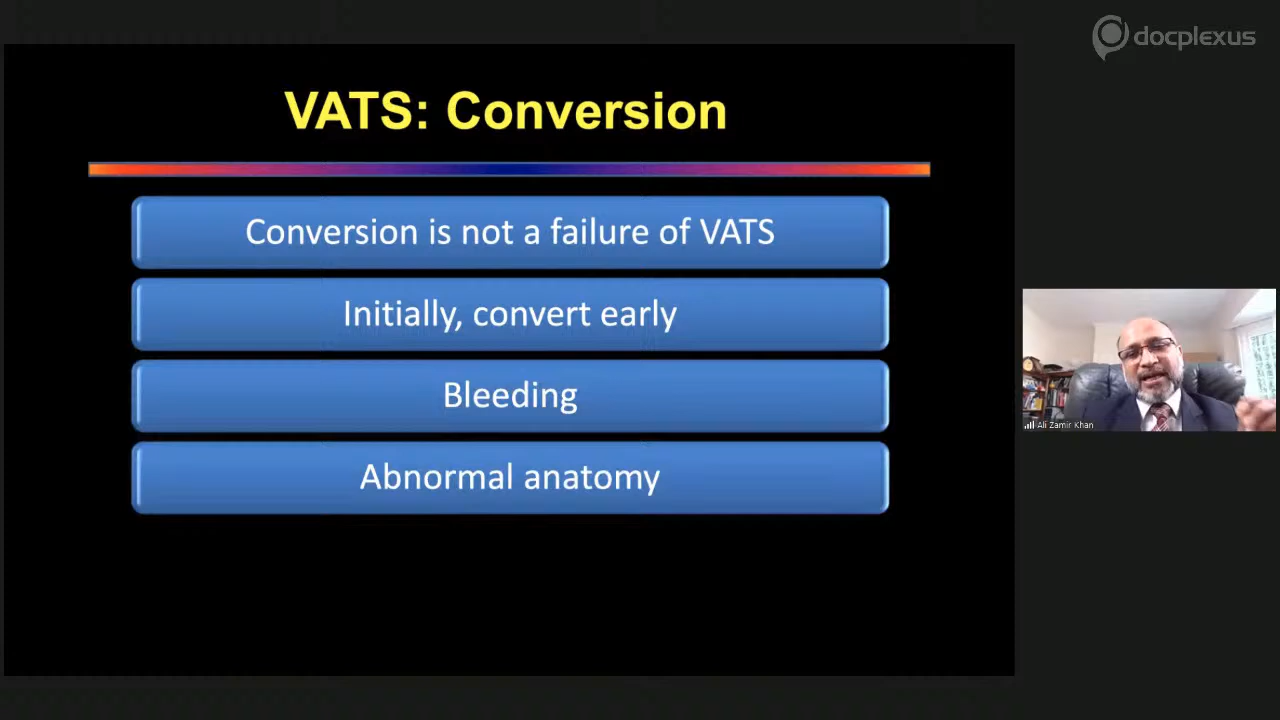 docplexus
VATS: Conversion
Conversion is not a failure of VATS
Initially, convert early
Bleeding
Abnormal anatomy
Ali Zamir Khan